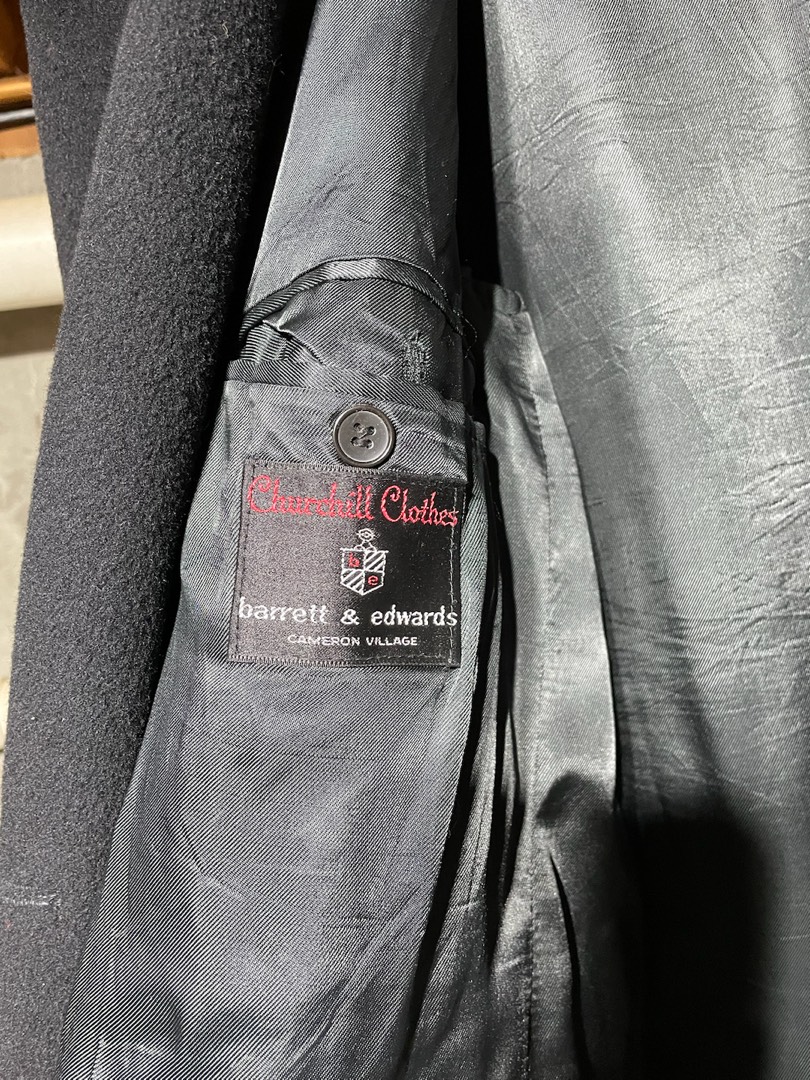 Churchill Clothes
b
e
barrett & edwards
CAMERON VILLAGE